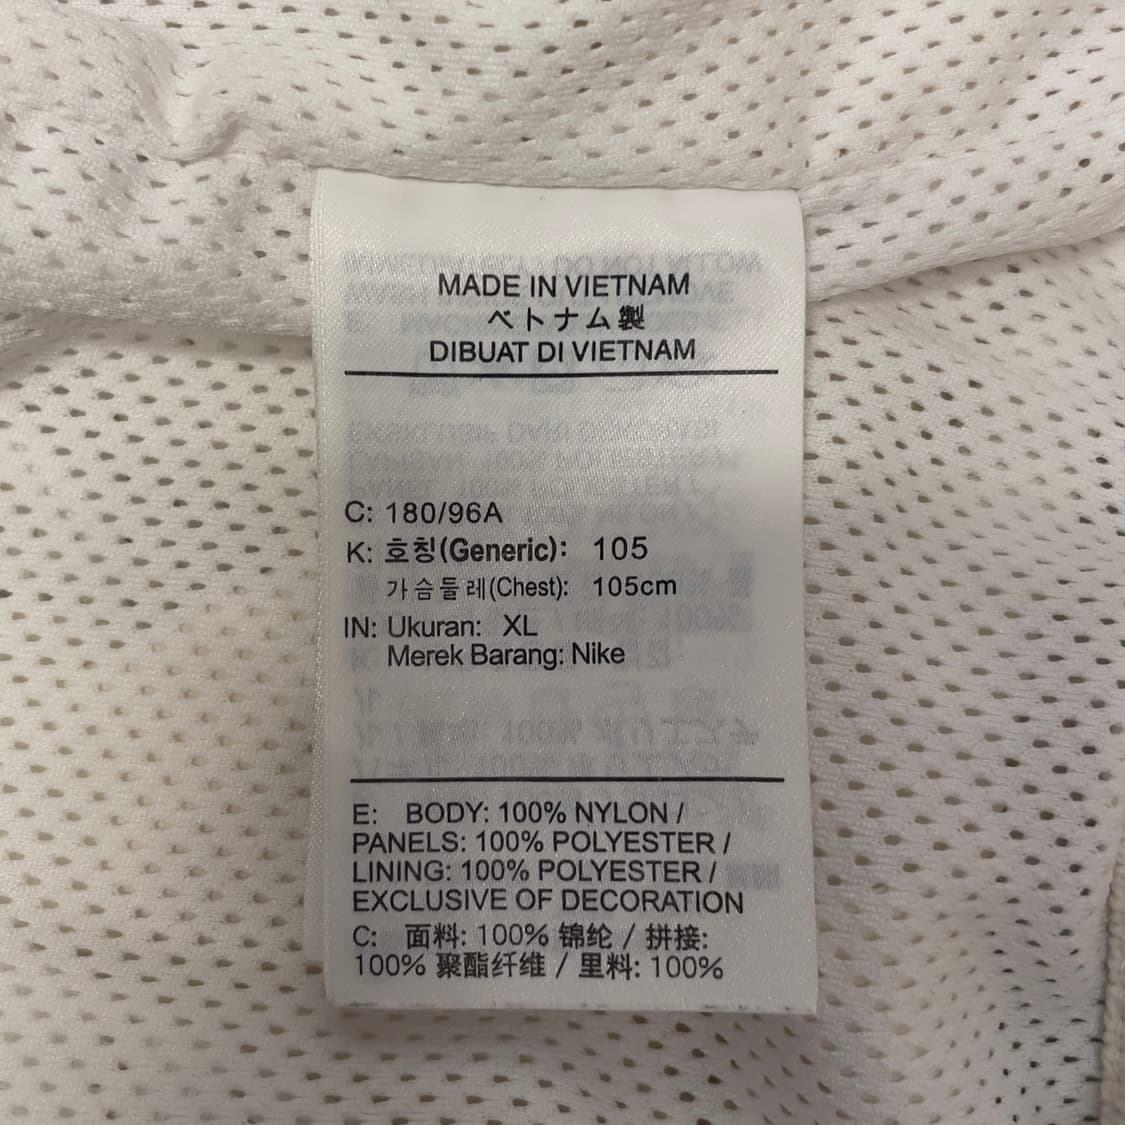 MADE IN VIETNAM
ベトナム製
DIBUAT DI VIETNAM
C: 180/96A
K: 호칭(Generic): 105
가슴둘레(Chest): 105cm
IN: Ukuran: XL
Merek Barang: Nike
E: BODY: 100% NYLON /
PANELS: 100% POLYESTER /
LINING: 100% POLYESTER /
EXCLUSIVE OF DECORATION
C: 面料: 100% 锦纶 / 拼接:
100% 聚酯纤维 / 里料: 100%